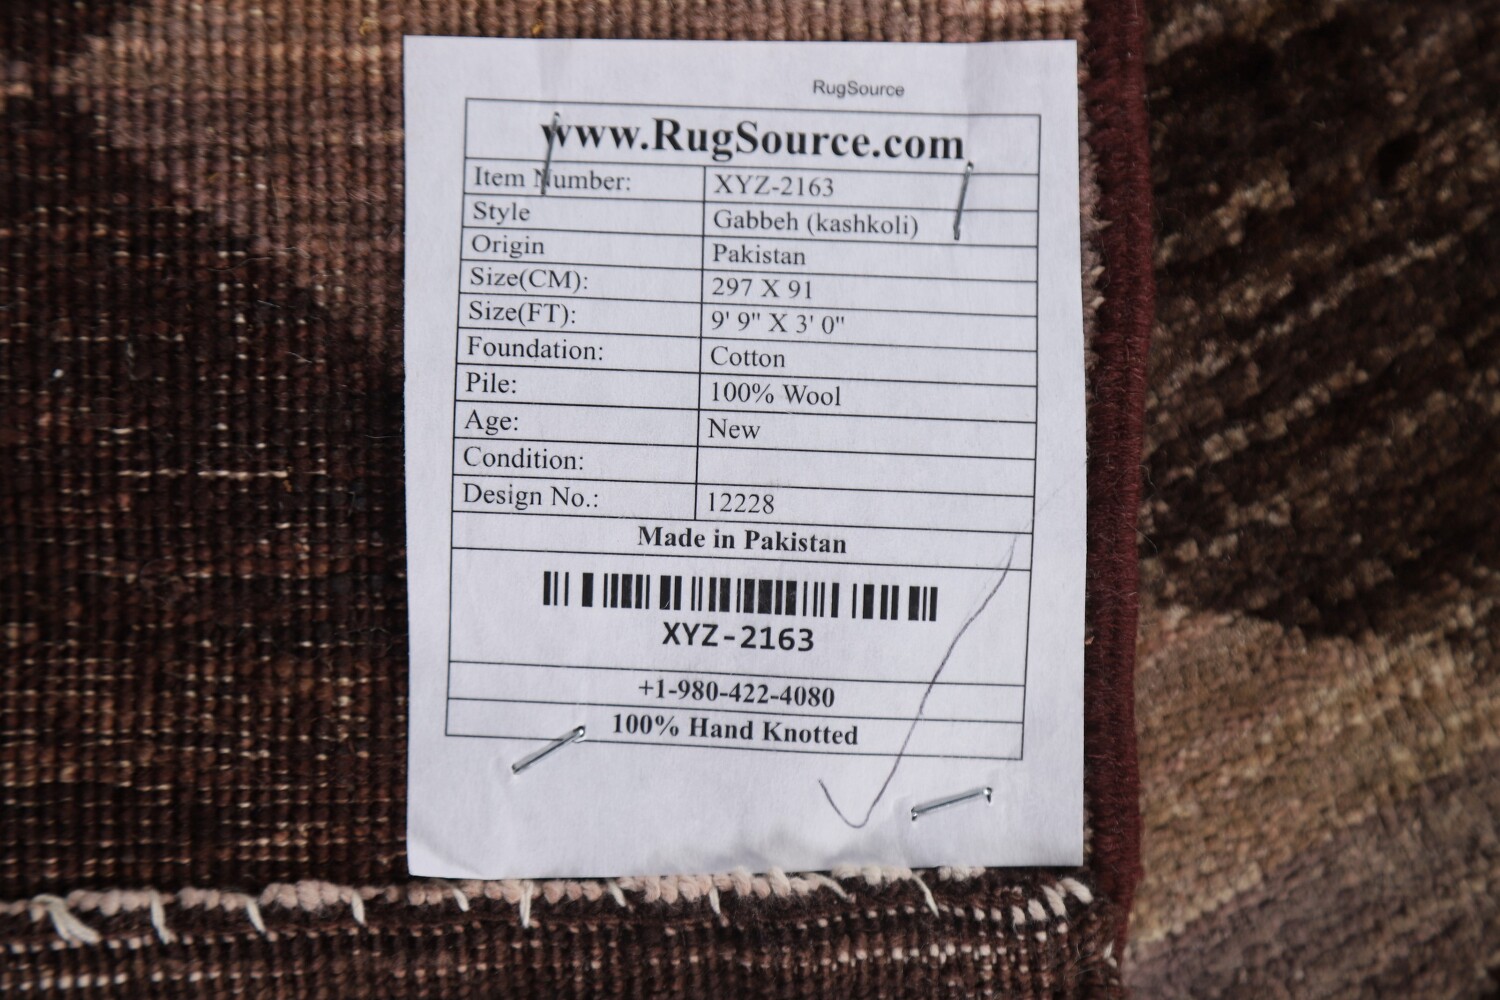 RugSource
www.RugSource.com
Item Number: XYZ-2163
Style Gabbeh (kashkoli)
Origin Pakistan
Size(CM): 297 X 91
Size(FT): 9' 9" X 3' 0"
Foundation: Cotton
Pile: 100% Wool
Age: New
Condition:
Design No.: 12228
Made in Pakistan
XYZ-2163
+1-980-422-4080
100% Hand Knotted